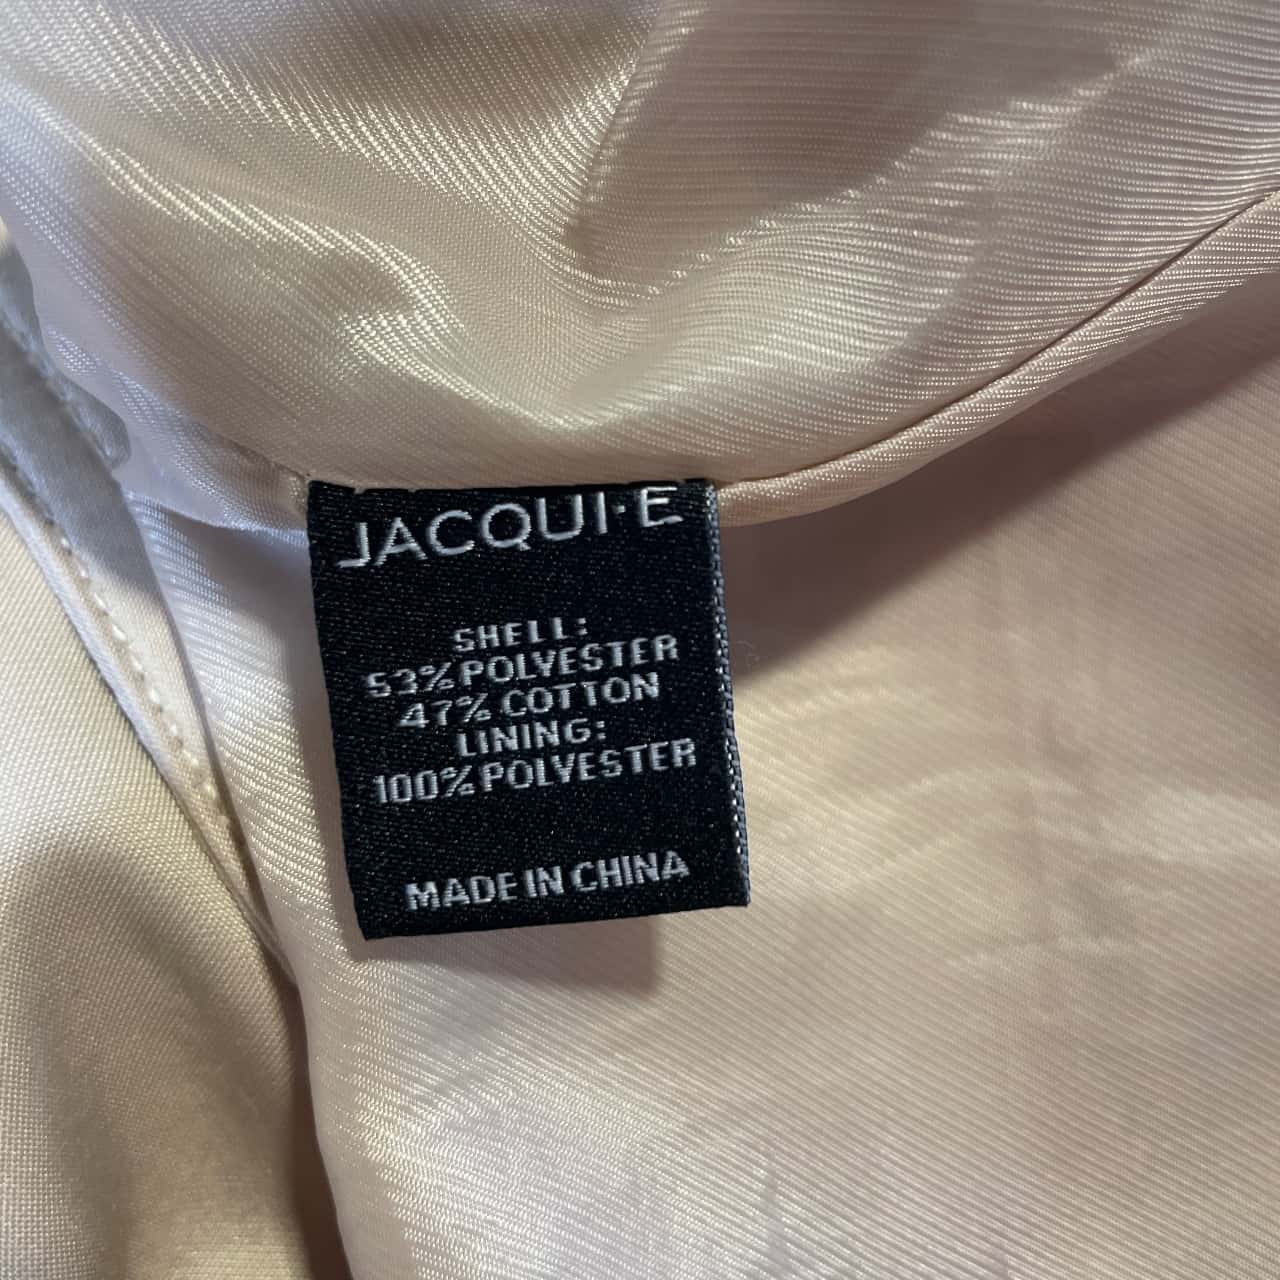 JACQUI·E
SHELL:
53% POLYESTER
47% COTTON
LINING:
100% POLYESTER
MADE IN CHINA